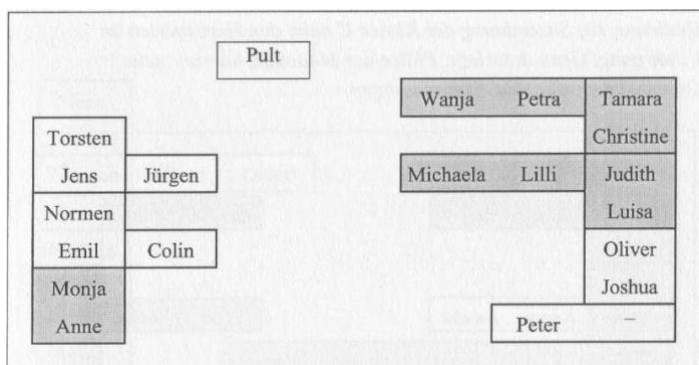 Pult
Wanja Petra Tamara
Torsten Christine
Jens Jürgen Michaela Lilli Judith
Normen Luisa
Emil Colin Oliver
Monja Joshua
Anne Peter –